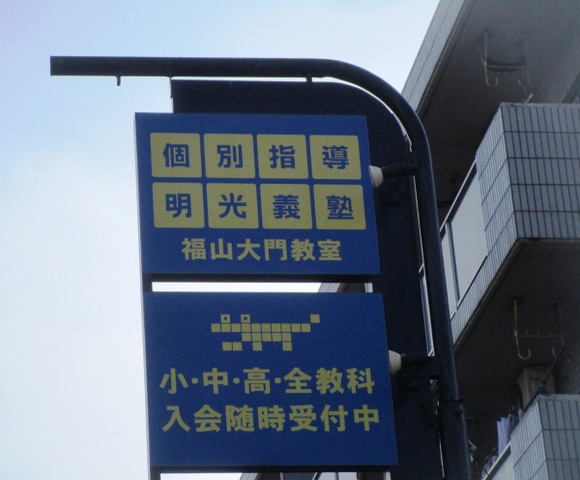 個別指導
明光義塾
福山大門教室
小・中・高・全教科
入会随時受付中